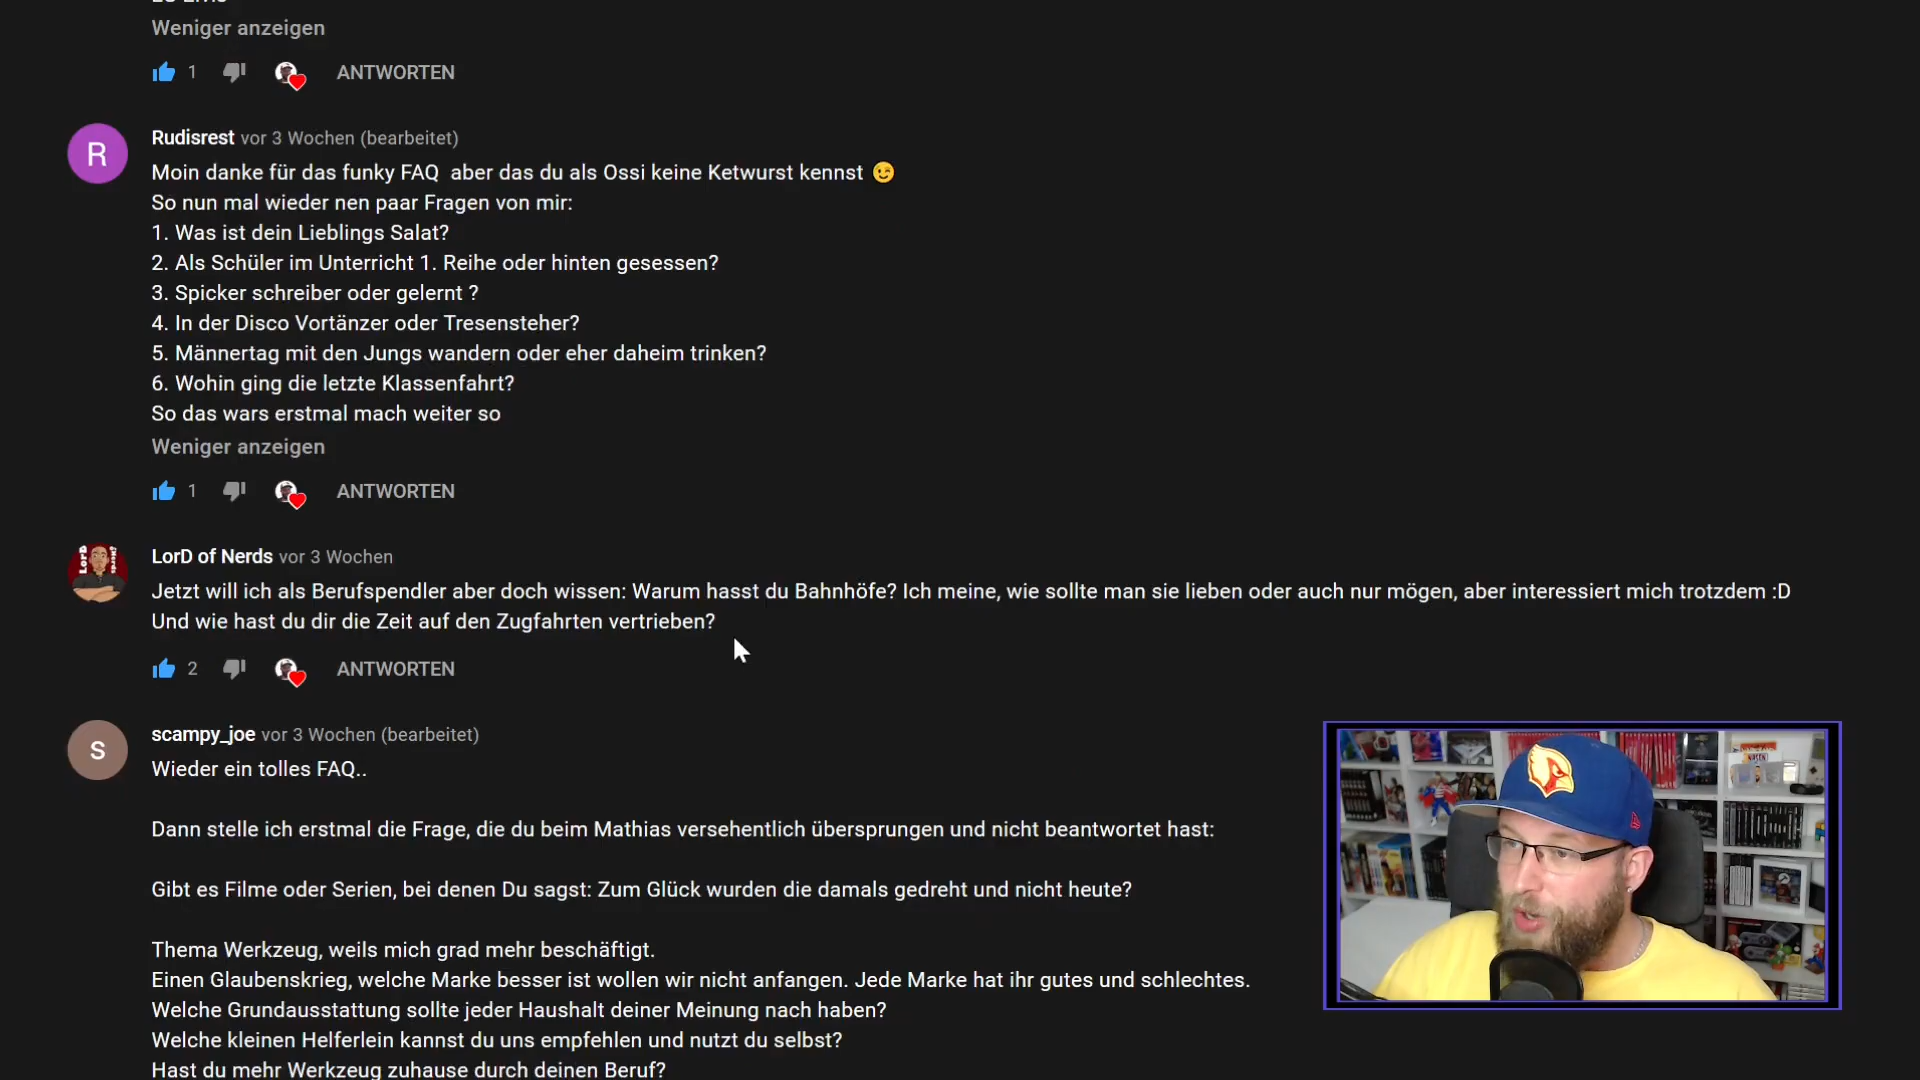 Weniger anzeigen
1 ANTWORTEN
R
Rudisrest vor 3 Wochen (bearbeitet)
Moin danke für das funky FAQ aber das du als Ossi keine Ketwurst kennst 😉
So nun mal wieder nen paar Fragen von mir:
1. Was ist dein Lieblings Salat?
2. Als Schüler im Unterricht 1. Reihe oder hinten gesessen?
3. Spicker schreiber oder gelernt ?
4. In der Disco Vortänzer oder Tresensteher?
5. Männertag mit den Jungs wandern oder eher daheim trinken?
6. Wohin ging die letzte Klassenfahrt?
So das wars erstmal mach weiter so
Weniger anzeigen
1 ANTWORTEN
LorD of Nerds vor 3 Wochen
Jetzt will ich als Berufspendler aber doch wissen: Warum hasst du Bahnhöfe? Ich meine, wie sollte man sie lieben oder auch nur mögen, aber interessiert mich trotzdem :D
Und wie hast du dir die Zeit auf den Zugfahrten vertrieben?
2 ANTWORTEN
S
scampy_joe vor 3 Wochen (bearbeitet)
Wieder ein tolles FAQ..
Dann stelle ich erstmal die Frage, die du beim Mathias versehentlich übersprungen und nicht beantwortet hast:
Gibt es Filme oder Serien, bei denen Du sagst: Zum Glück wurden die damals gedreht und nicht heute?
Thema Werkzeug, weils mich grad mehr beschäftigt.
Einen Glaubenskrieg, welche Marke besser ist wollen wir nicht anfangen. Jede Marke hat ihr gutes und schlechtes.
Welche Grundausstattung sollte jeder Haushalt deiner Meinung nach haben?
Welche kleinen Helferlein kannst du uns empfehlen und nutzt du selbst?
Hast du mehr Werkzeug zuhause durch deinen Beruf?